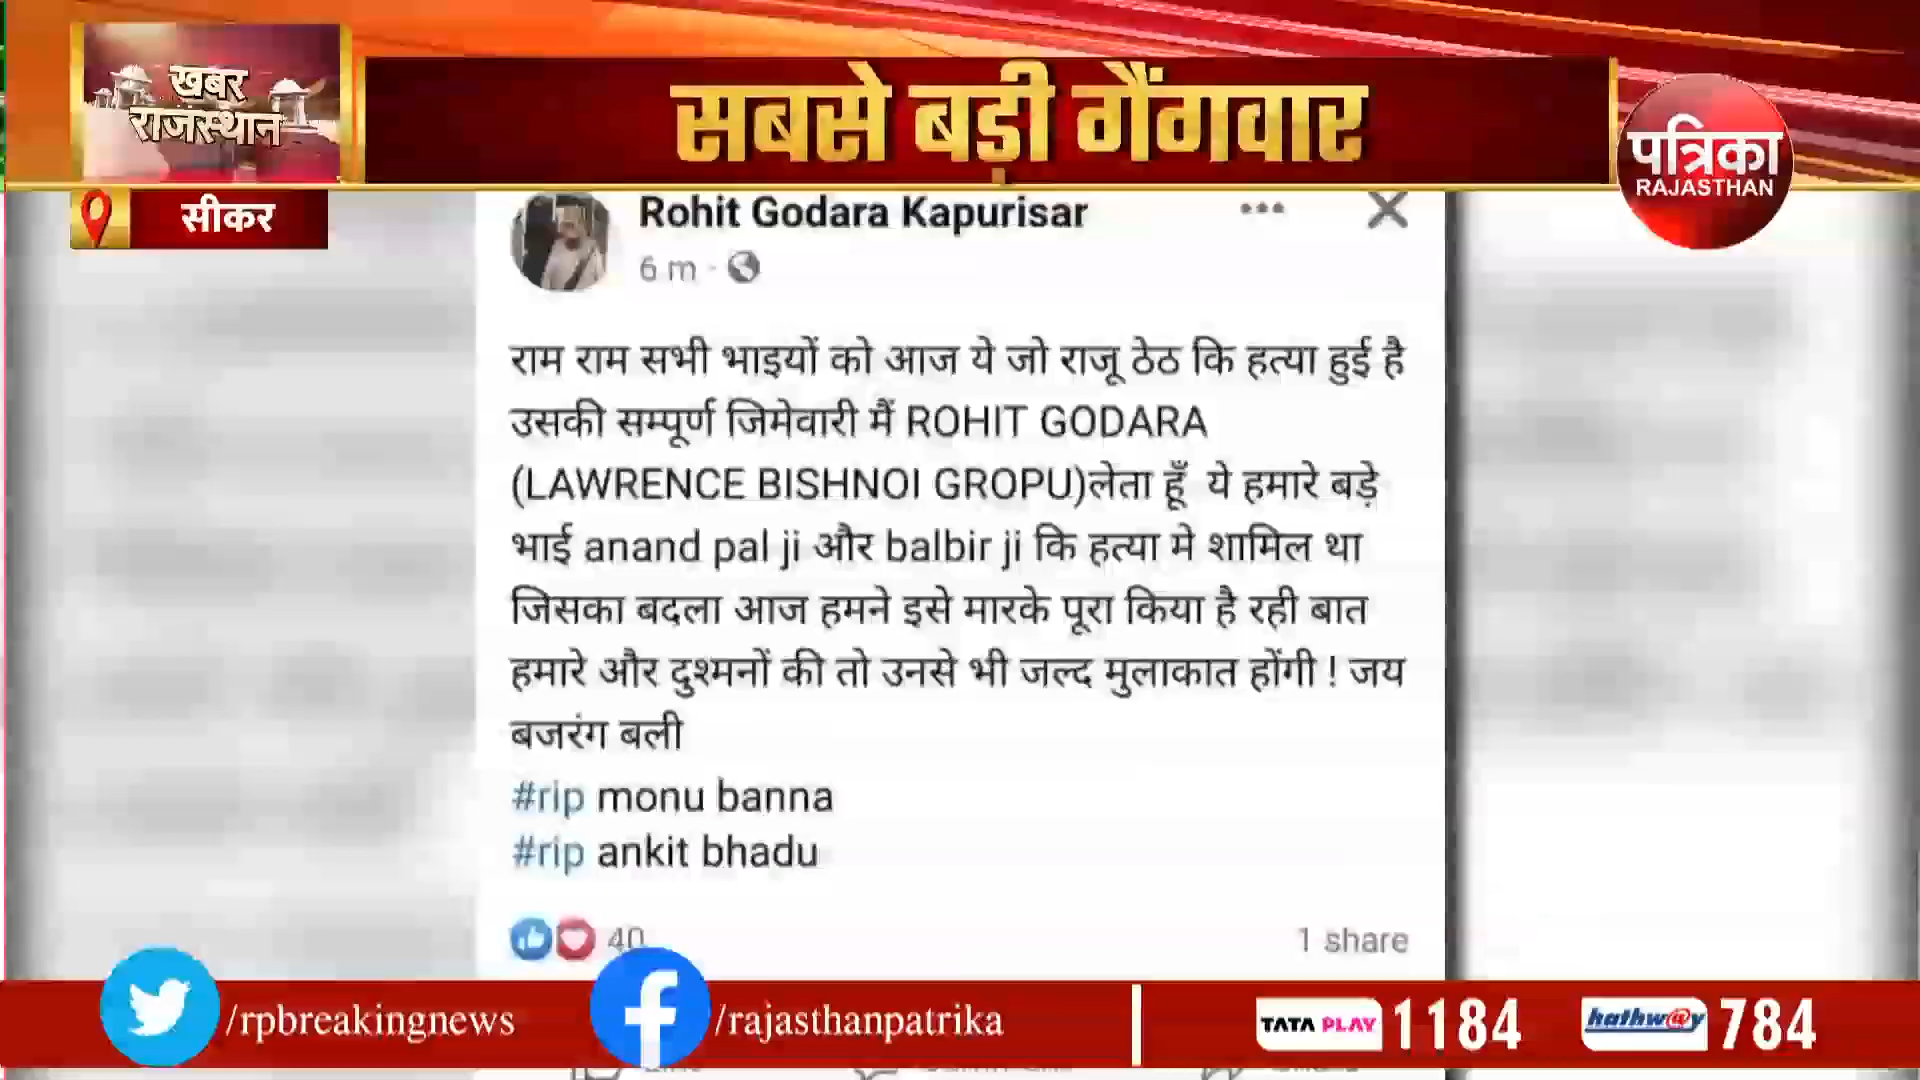 खबर
राजस्थान
सबसे बड़ी गैंगवार
पत्रिका
RAJASTHAN
सीकर
Rohit Godara Kapurisar
6 m
राम राम सभी भाइयों को आज ये जो राजू ठेठ कि हत्या हुई है
उसकी सम्पूर्ण जिमेवारी मैं ROHIT GODARA
(LAWRENCE BISHNOI GROPU)लेता हूँ ये हमारे बड़े
भाई anand pal ji और balbir ji कि हत्या मे शामिल था
जिसका बदला आज हमने इसे मारके पूरा किया है रही बात
हमारे और दुश्मनों की तो उनसे भी जल्द मुलाकात होंगी ! जय
बजरंग बली
#rip monu banna
#rip ankit bhadu
40
1 share
/rpbreakingnews
/rajasthanpatrika
TATA PLAY 1184
hathway 784